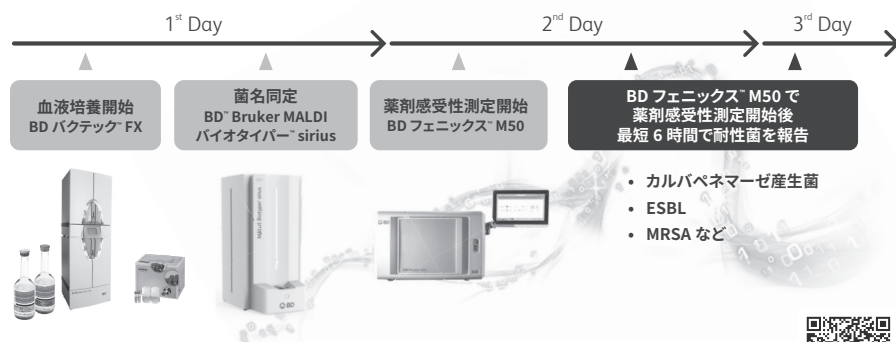 1st Day
2nd Day
3rd Day
血液培養開始
BD バクテック™ FX
菌名同定
BD™ Bruker MALDI
バイオタイパー™ sirius
薬剤感受性測定開始
BD フェニックス™ M50
BD フェニックス™ M50 で
薬剤感受性測定開始後
最短 6 時間で耐性菌を報告
• カルバペネマーゼ産生菌
• ESBL
• MRSA など
MALDI Biotyper sirius
BD
BD